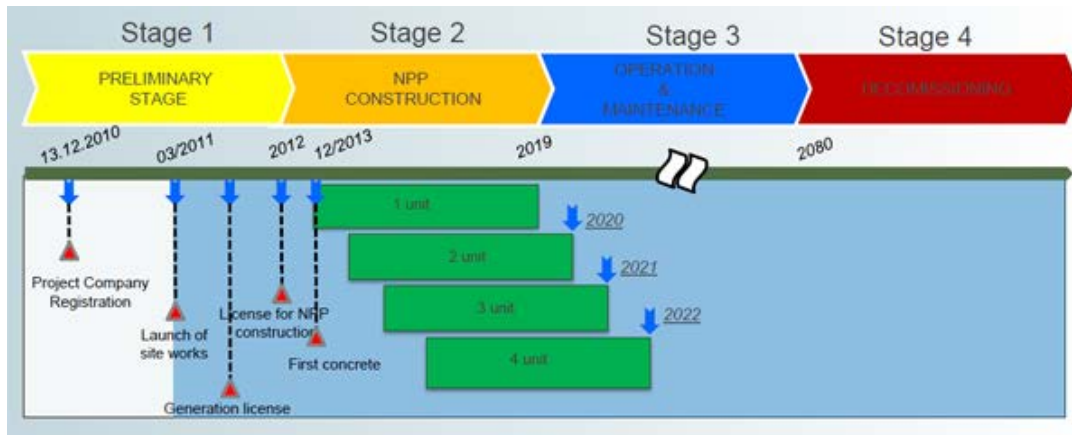 Stage 1
Stage 2
Stage 3
Stage 4
PRELIMINARY
STAGE
NPP
CONSTRUCTION
OPERATION
&
MAINTENANCE
DECOMISSIONING
13.12.2010
03/2011
2012
12/2013
2019
2080
1 unit
2020
2 unit
2021
3 unit
2022
4 unit
Project Company
Registration
Launch of
site works
Generation license
License for NPP
construction
First concrete